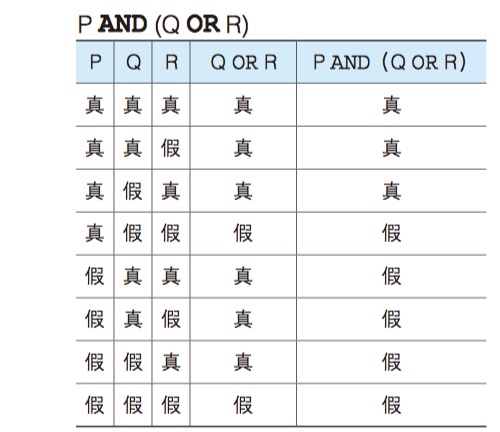 P AND (Q OR R)
P Q R Q OR R P AND (Q OR R)
真 真 真 真 真
真 真 假 真 真
真 假 真 真 真
真 假 假 假 假
假 真 真 真 假
假 真 假 真 假
假 假 真 真 假
假 假 假 假 假